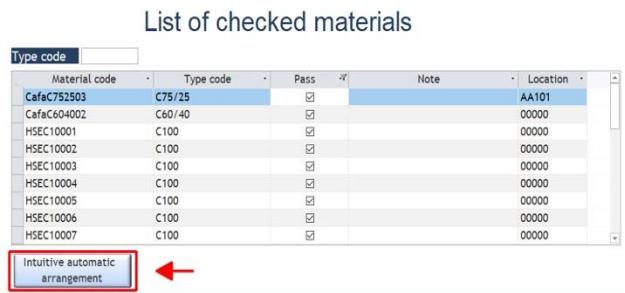 List of checked materials
Type code
Material code Type code Pass Note Location
CafaC752503 C75/25 AA101
CafaC604002 C60/40 00000
HSEC10001 C100 00000
HSEC10002 C100 00000
HSEC10003 C100 00000
HSEC10004 C100 00000
HSEC10005 C100 00000
HSEC10006 C100 00000
HSEC10007 C100 00000
Intuitive automatic
arrangement